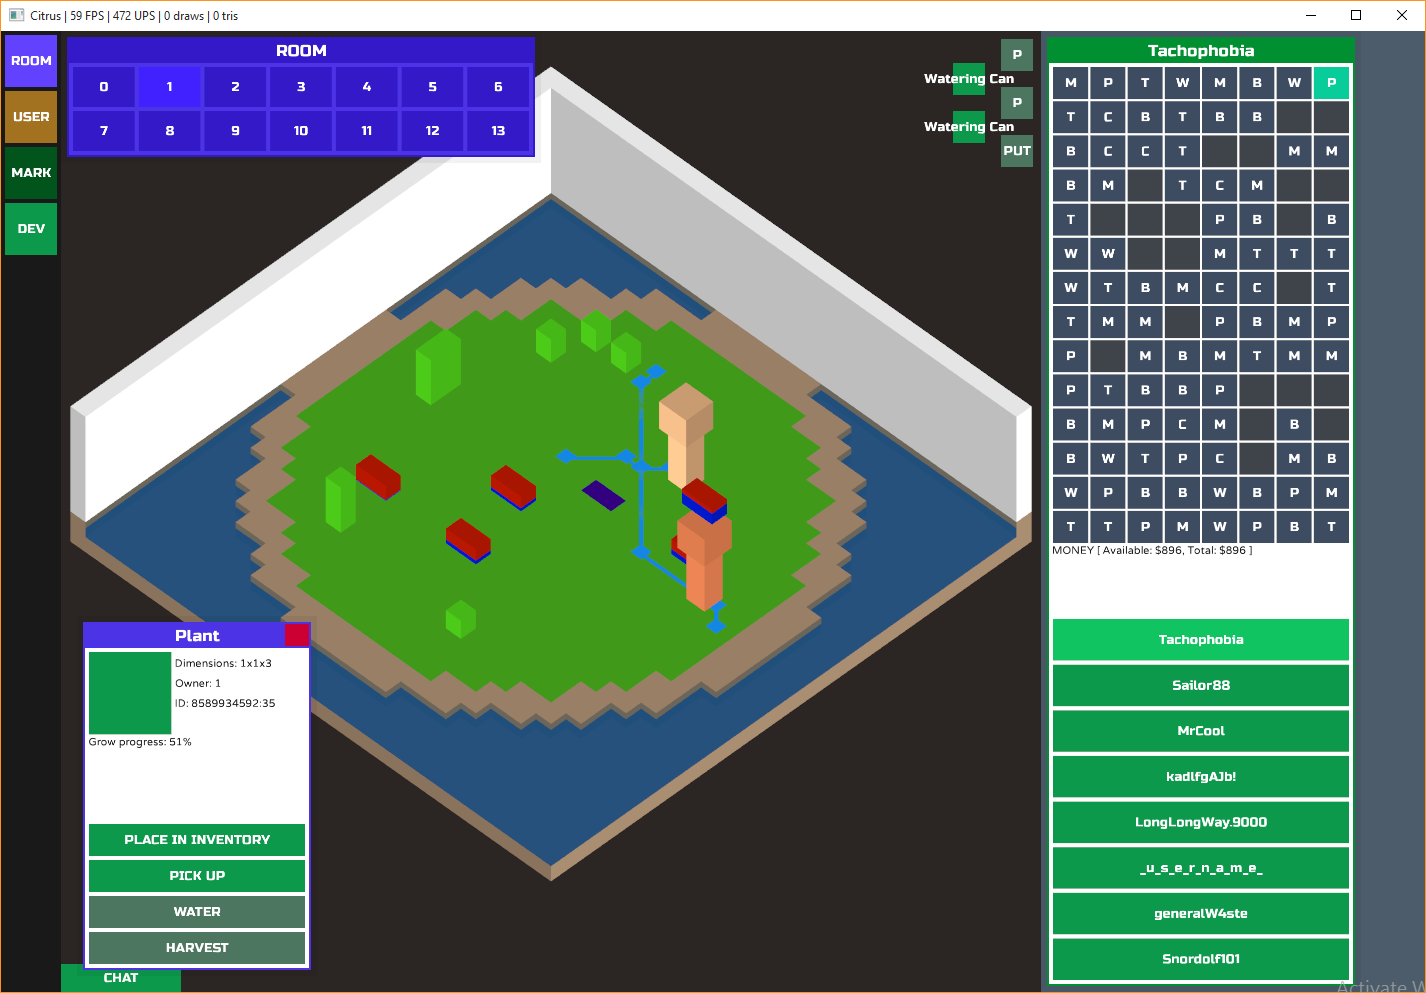 Citrus | 59 FPS | 472 UPS | 0 draws | 0 tris
ROOM
USER
MARK
DEV
ROOM
0 1 2 3 4 5 6
7 8 9 10 11 12 13
P
Watering Can
P
Watering Can
PUT
Tachophobia
M P T W M B W P
T C B T B B
B C C T M M
B M T C M
T P B B
W W M T T T
W T B M C C T
T M M P B M P
P M B M T M M
P T B B P
B M P C M B
B W T P C M B
W P B B W B P M
T T P M W P B T
MONEY [ Available: $896, Total: $896 ]
Tachophobia
Sailor88
MrCool
kadlfgAJb!
LongLongWay.9000
_u_s_e_r_n_a_m_e_
generalW4ste
Snordolf101
Plant
Dimensions: 1x1x3
Owner: 1
ID: 8589934592:35
Grow progress: 51%
PLACE IN INVENTORY
PICK UP
WATER
HARVEST
CHAT
Activate W